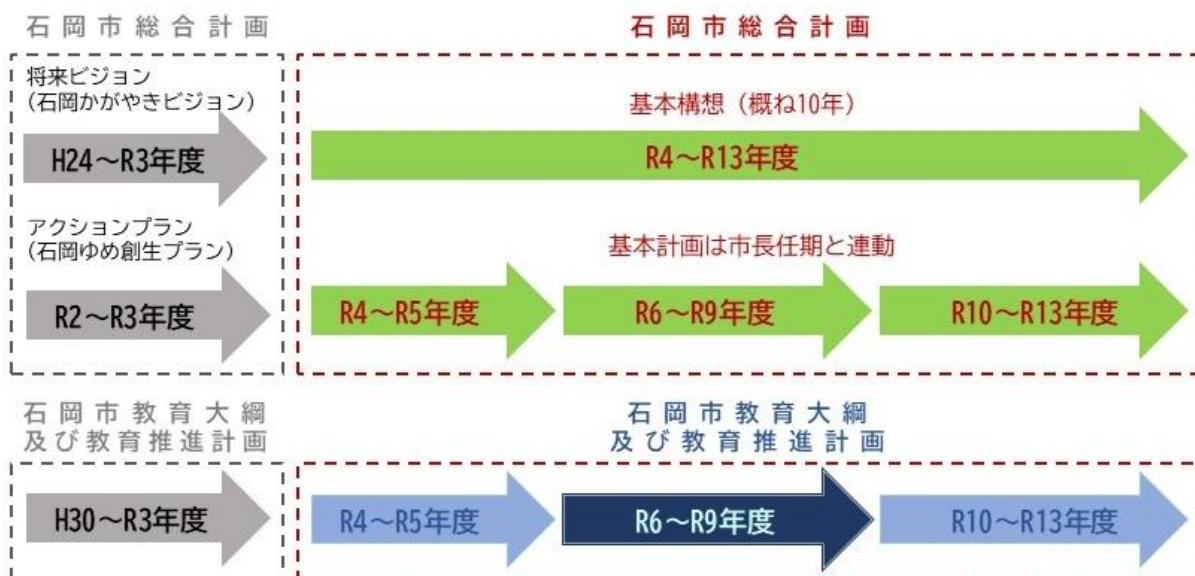 石岡市総合計画
石岡市総合計画
将来ビジョン
(石岡かがやきビジョン)
H24～R3年度
基本構想（概ね10年）
R4～R13年度
アクションプラン
(石岡ゆめ創生プラン)
R2～R3年度
基本計画は市長任期と連動
R4～R5年度
R6～R9年度
R10～R13年度
石岡市教育大綱
及び教育推進計画
石岡市教育大綱
及び教育推進計画
H30～R3年度
R4～R5年度
R6～R9年度
R10～R13年度